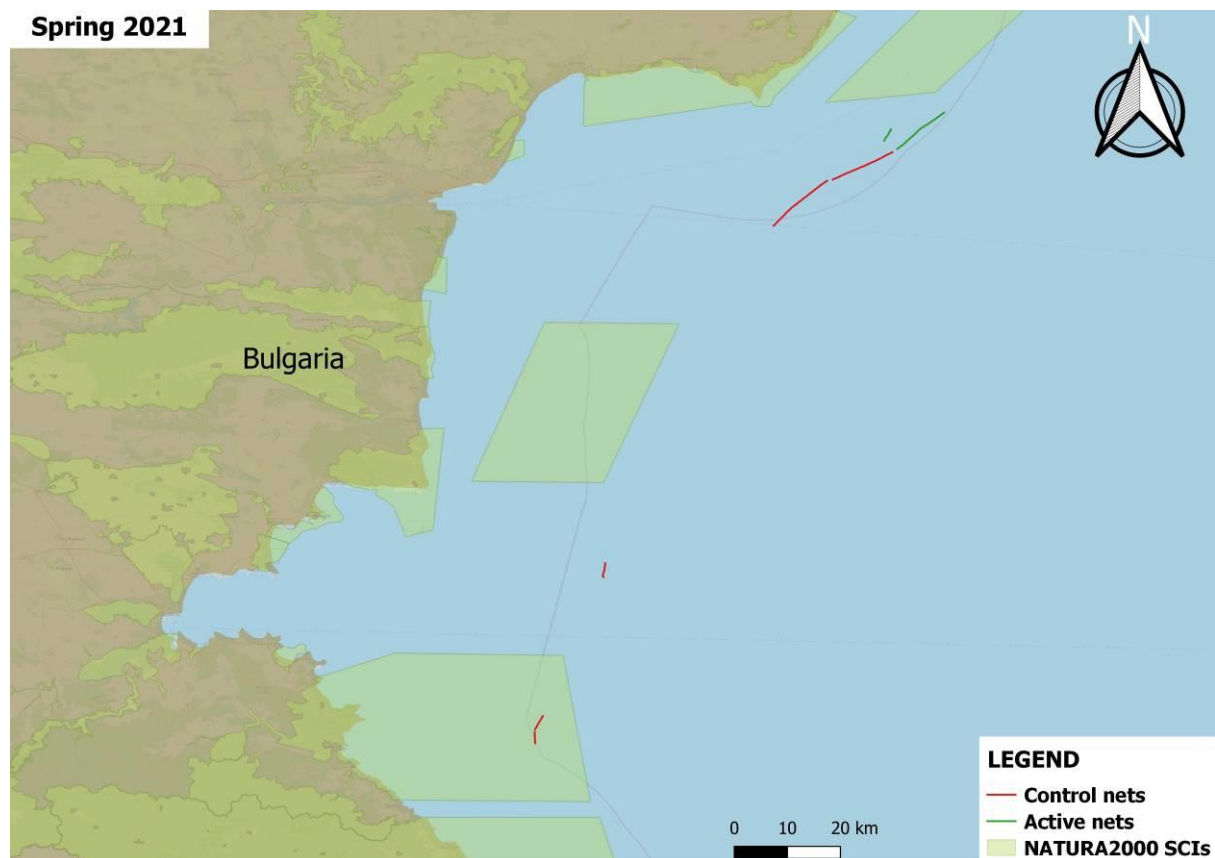 Spring 2021
N
Bulgaria
LEGEND
Control nets
Active nets
NATURA2000 SCIs
0 10 20 km